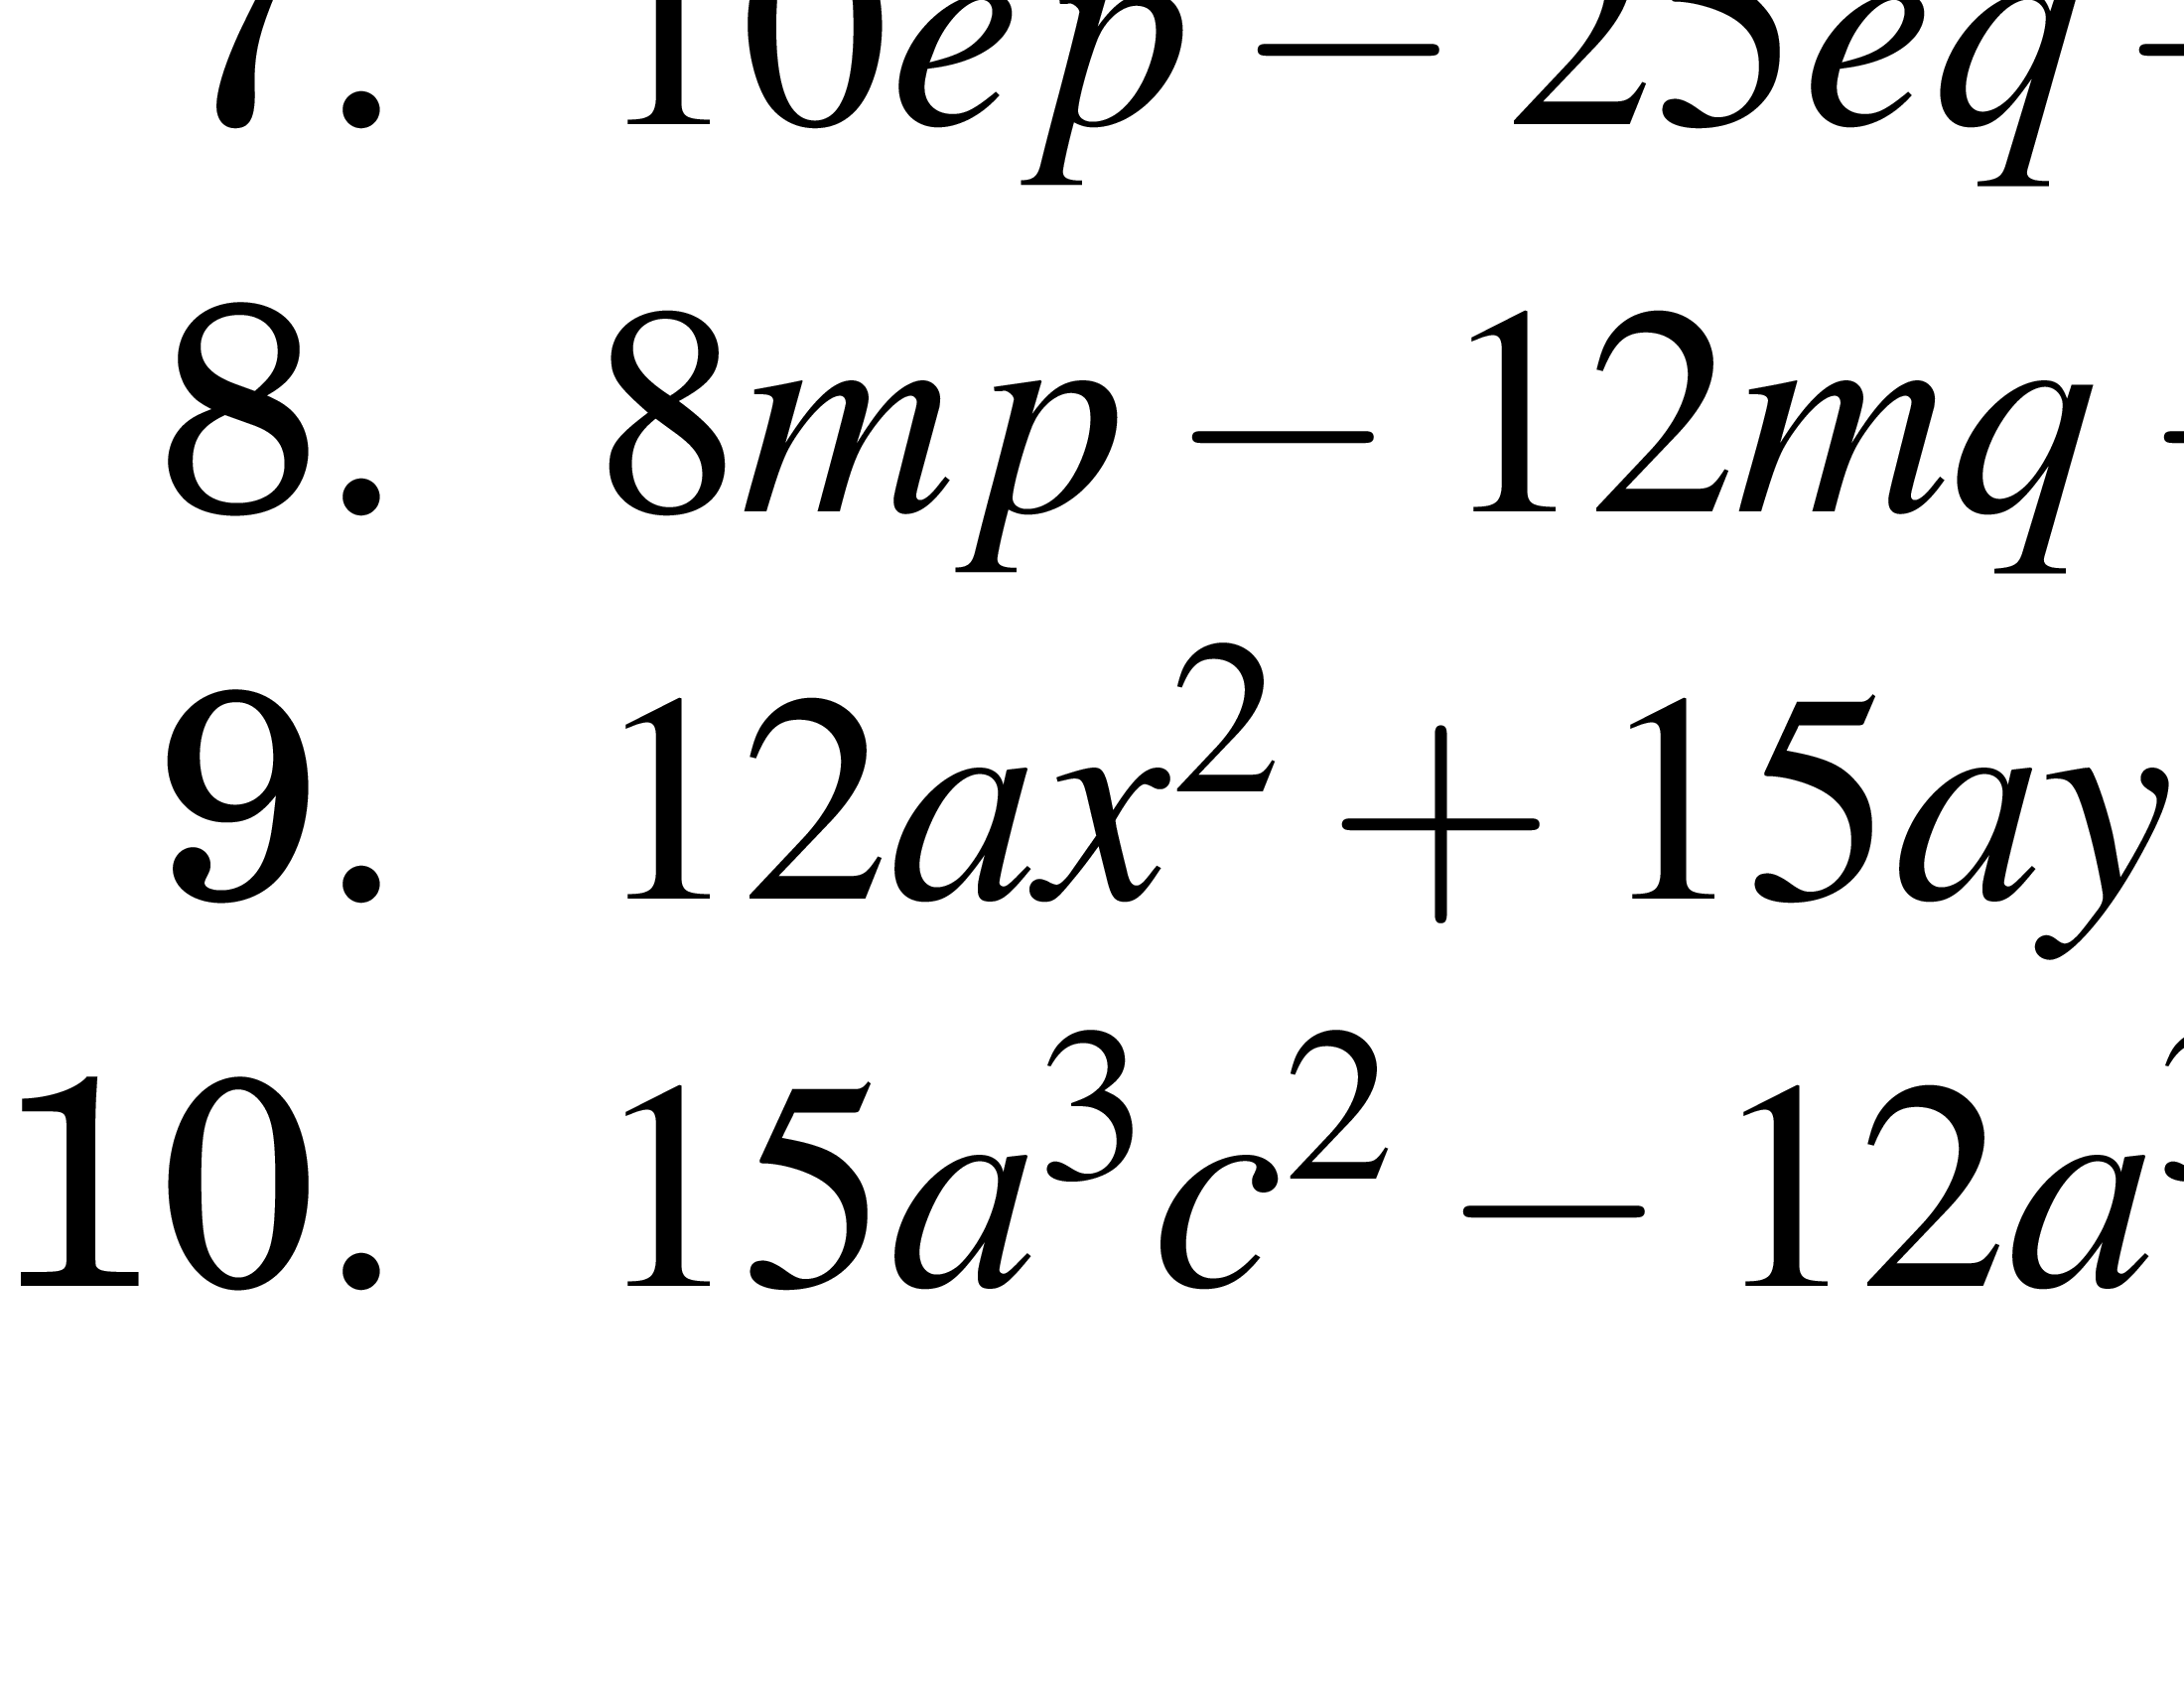 7. 10ep − 25eq −
8. 8mp − 12mq
9. 12ax² + 15ay
10. 15a³c² − 12a